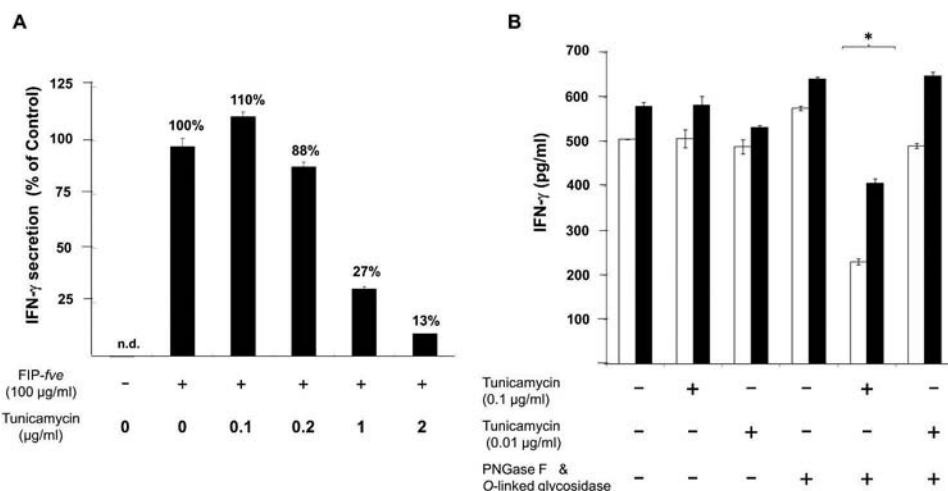 A
IFN-γ secretion (% of Control)
125
100
75
50
25
n.d.
100%
110%
88%
27%
13%
FIP-fve
(100 µg/ml)
– + + + + +
Tunicamycin
(µg/ml)
0 0 0.1 0.2 1 2
B
IFN-γ (pg/ml)
700
600
500
400
300
200
100
*
Tunicamycin
(0.1 µg/ml)
– + – – + –
Tunicamycin
(0.01 µg/ml)
– – + – – +
PNGase F &
O-linked glycosidase
– – – + + +